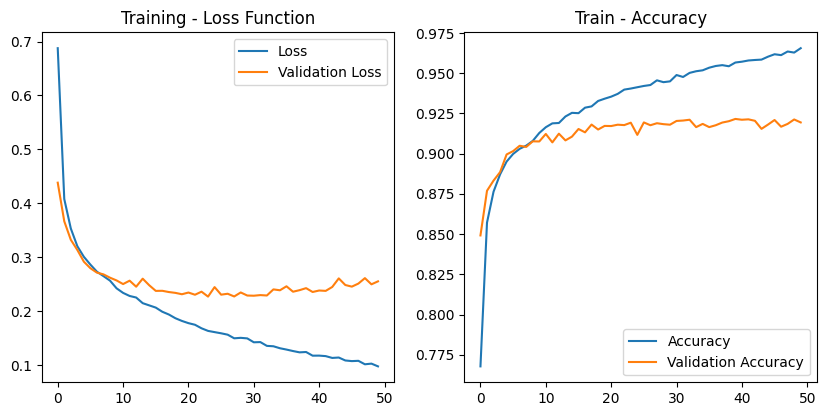 Training - Loss Function
0.7
0.6
0.5
0.4
0.3
0.2
0.1
0 10 20 30 40 50
Loss
Validation Loss
Train - Accuracy
0.975
0.950
0.925
0.900
0.875
0.850
0.825
0.800
0.775
0 10 20 30 40 50
Accuracy
Validation Accuracy